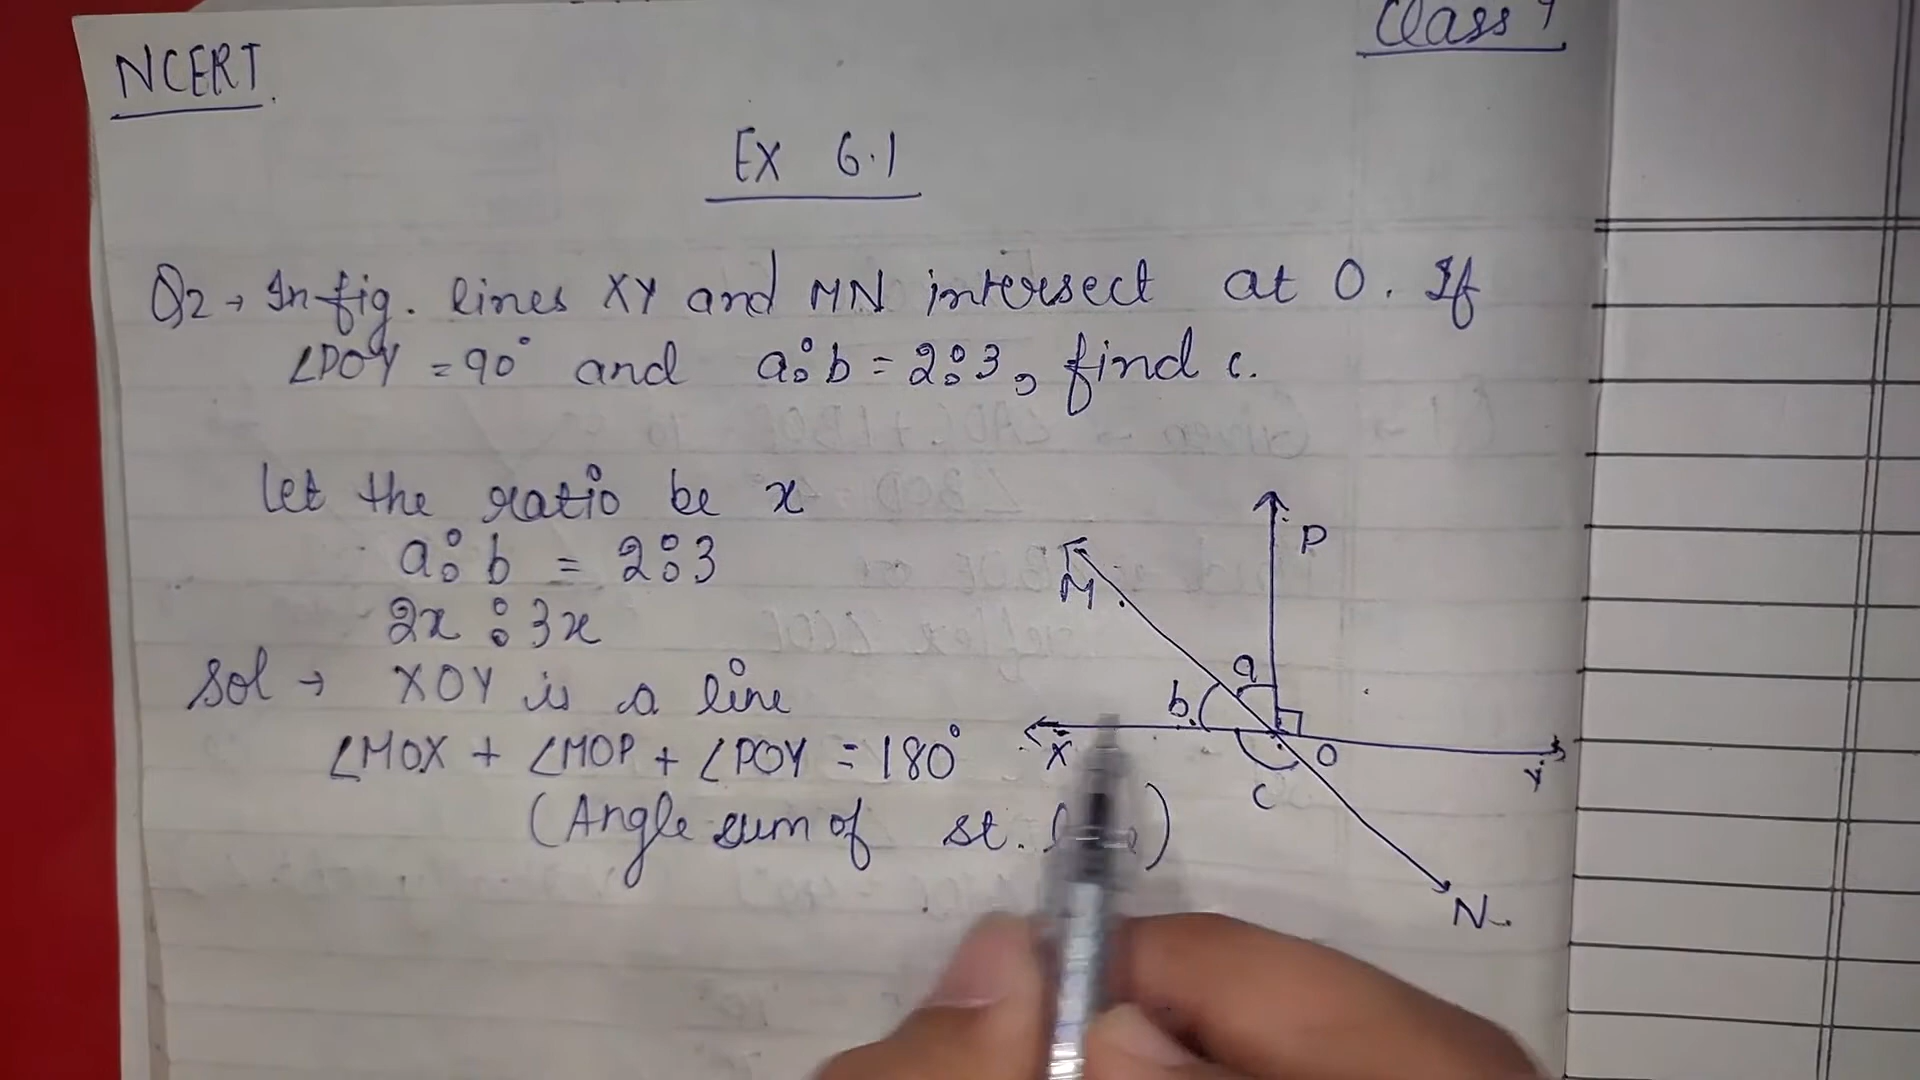 NCERT.
Class 9
Ex 6.1
Q2 → In fig. lines XY and MN intersect at O. If
∠POY = 90° and a:b = 2:3, find c.
let the ratio be x
a:b = 2:3
2x : 3x
Sol → XOY is a line
∠MOX + ∠MOP + ∠POY = 180°
(Angle sum of st.
P
M
a
b
X
O
Y
C
N